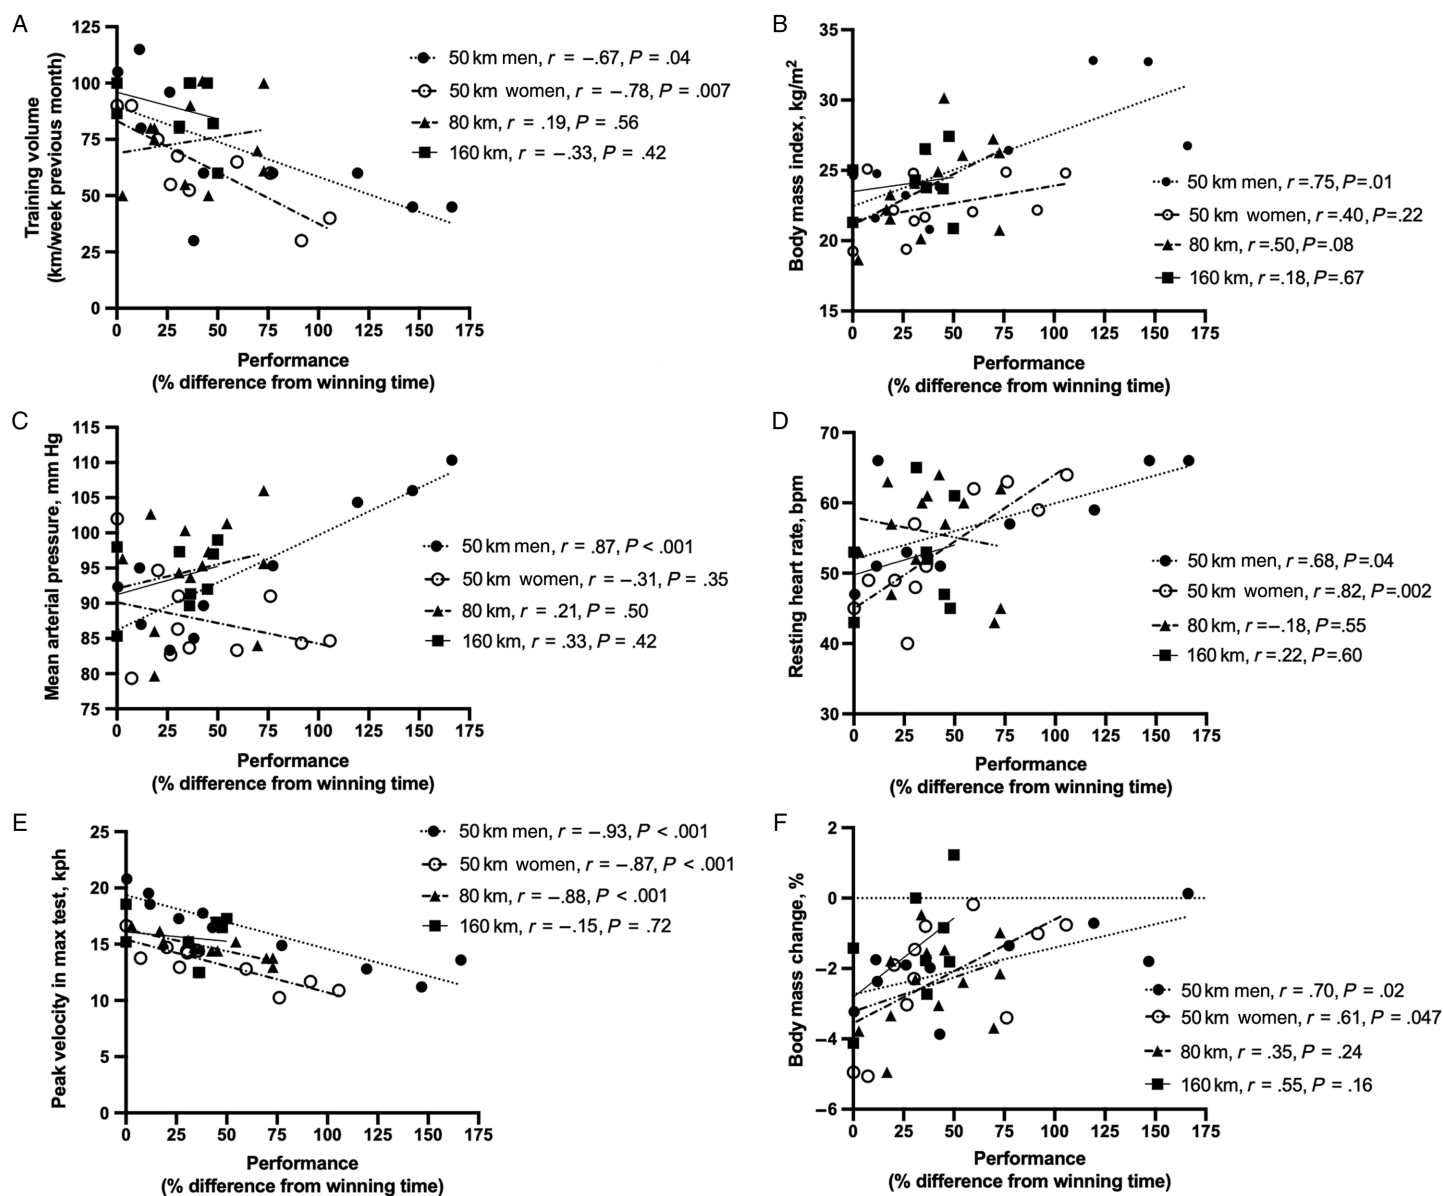 A
Training volume
(km/week previous month)
125
100
75
50
25
0
0 25 50 75 100 125 150 175
Performance
(% difference from winning time)
50 km men, r = –.67, P = .04
50 km women, r = –.78, P = .007
80 km, r = .19, P = .56
160 km, r = –.33, P = .42
B
Body mass index, kg/m²
35
30
25
20
15
0 25 50 75 100 125 150 175
Performance
(% difference from winning time)
50 km men, r =.75, P=.01
50 km women, r =.40, P=.22
80 km, r =.50, P=.08
160 km, r =.18, P=.67
C
Mean arterial pressure, mm Hg
115
110
105
100
95
90
85
80
75
0 25 50 75 100 125 150 175
Performance
(% difference from winning time)
50 km men, r = .87, P < .001
50 km women, r = –.31, P = .35
80 km, r = .21, P = .50
160 km, r = .33, P = .42
D
Resting heart rate, bpm
70
60
50
40
30
0 25 50 75 100 125 150 175
Performance
(% difference from winning time)
50 km men, r =.68, P =.04
50 km women, r =.82, P =.002
80 km, r =–.18, P=.55
160 km, r =.22, P=.60
E
Peak velocity in max test, kph
25
20
15
10
5
0
0 25 50 75 100 125 150 175
Performance
(% difference from winning time)
50 km men, r = –.93, P < .001
50 km women, r = –.87, P < .001
80 km, r = –.88, P < .001
160 km, r = –.15, P = .72
F
Body mass change, %
2
0
–2
–4
–6
0 25 50 75 100 125 150 175
Performance
(% difference from winning time)
50 km men, r = .70, P = .02
50 km women, r = .61, P = .047
80 km, r = .35, P = .24
160 km, r = .55, P = .16